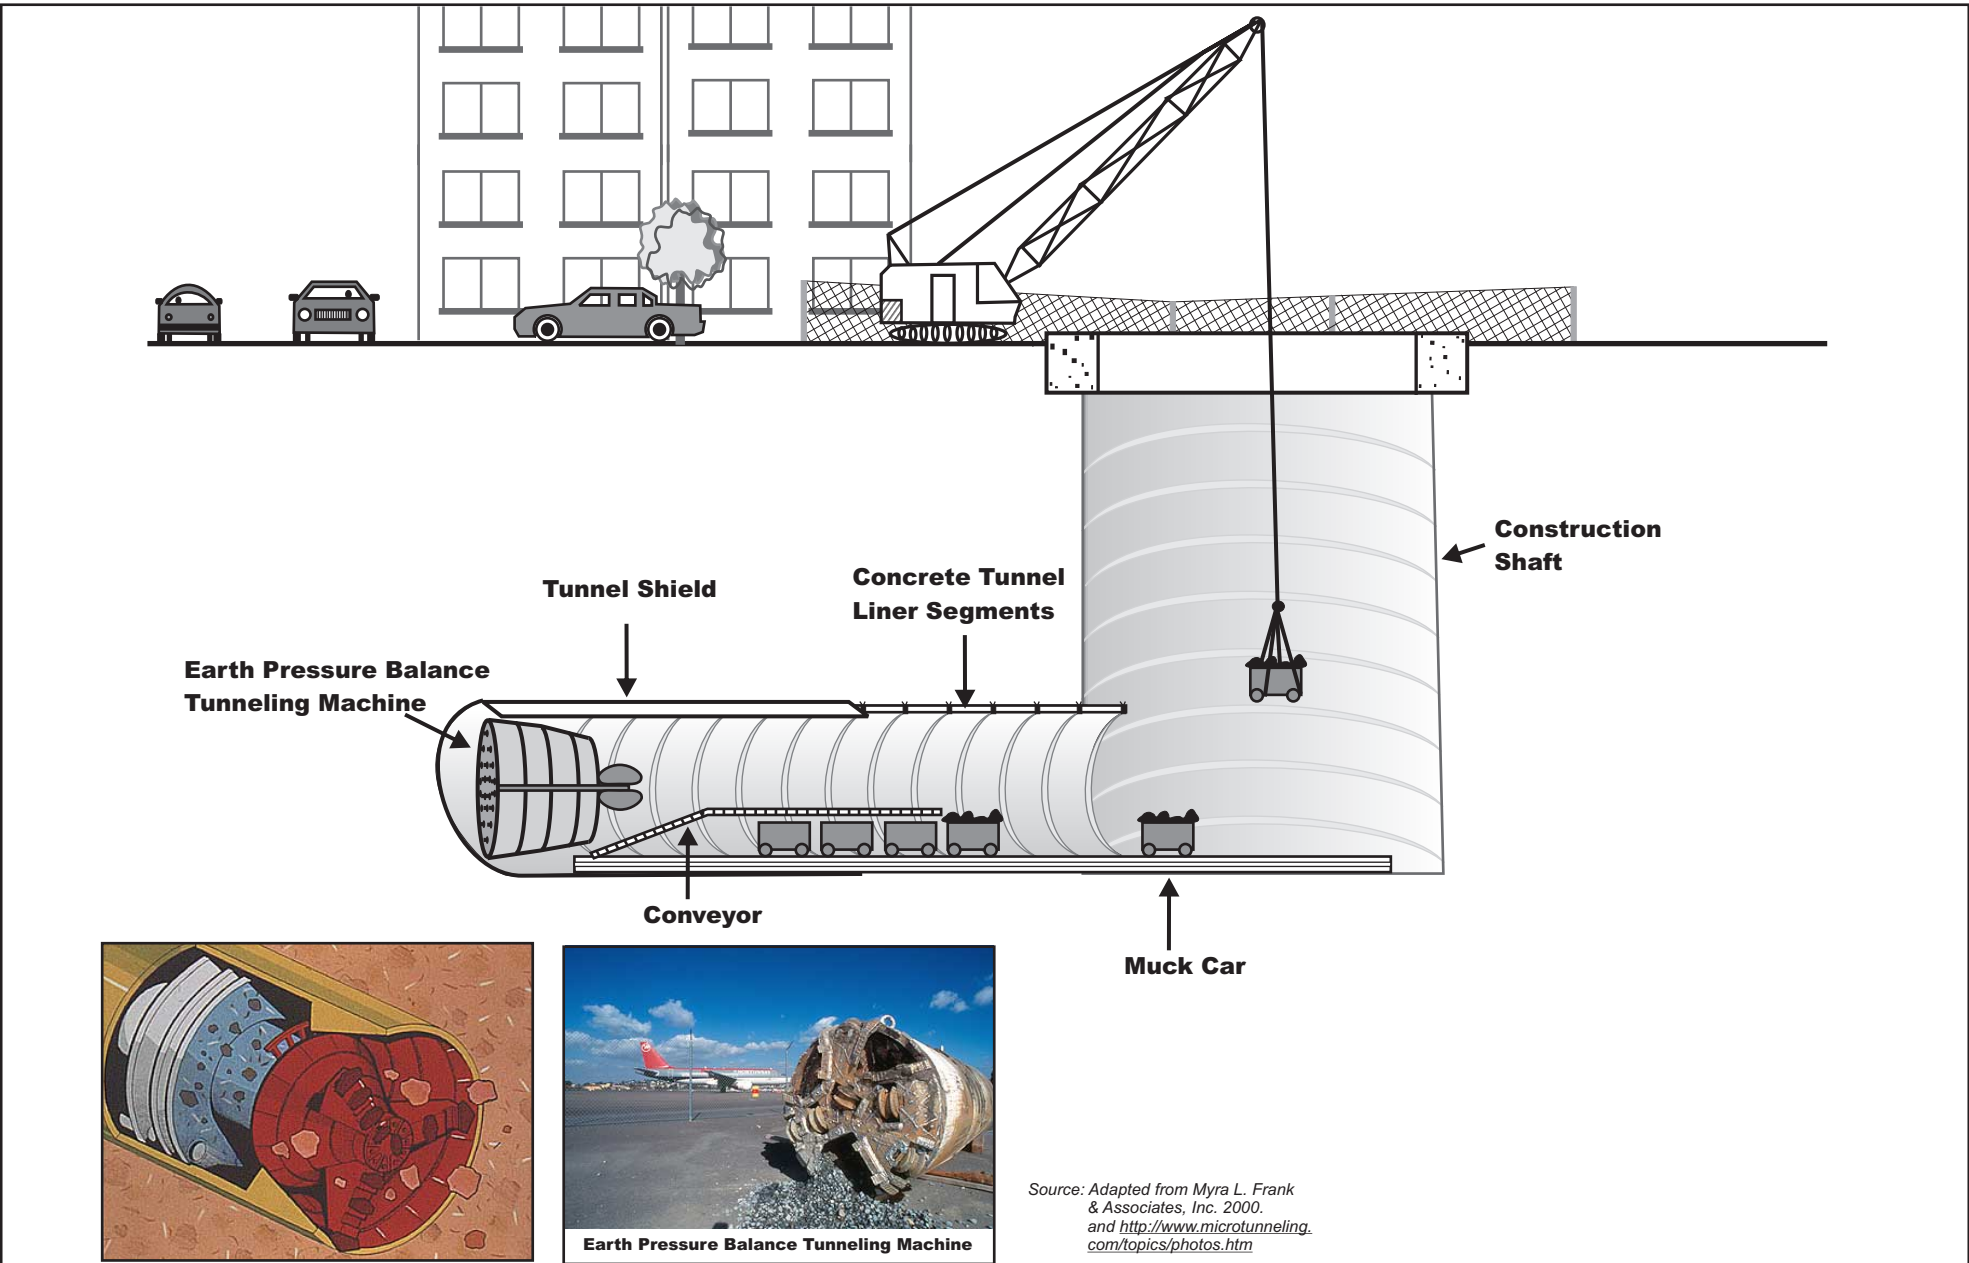 Construction
Shaft
Tunnel Shield
Concrete Tunnel
Liner Segments
Earth Pressure Balance
Tunneling Machine
Conveyor
Muck Car
Source: Adapted from Myra L. Frank
& Associates, Inc. 2000.
and http://www.microtunneling.
com/topics/photos.htm
Earth Pressure Balance Tunneling Machine